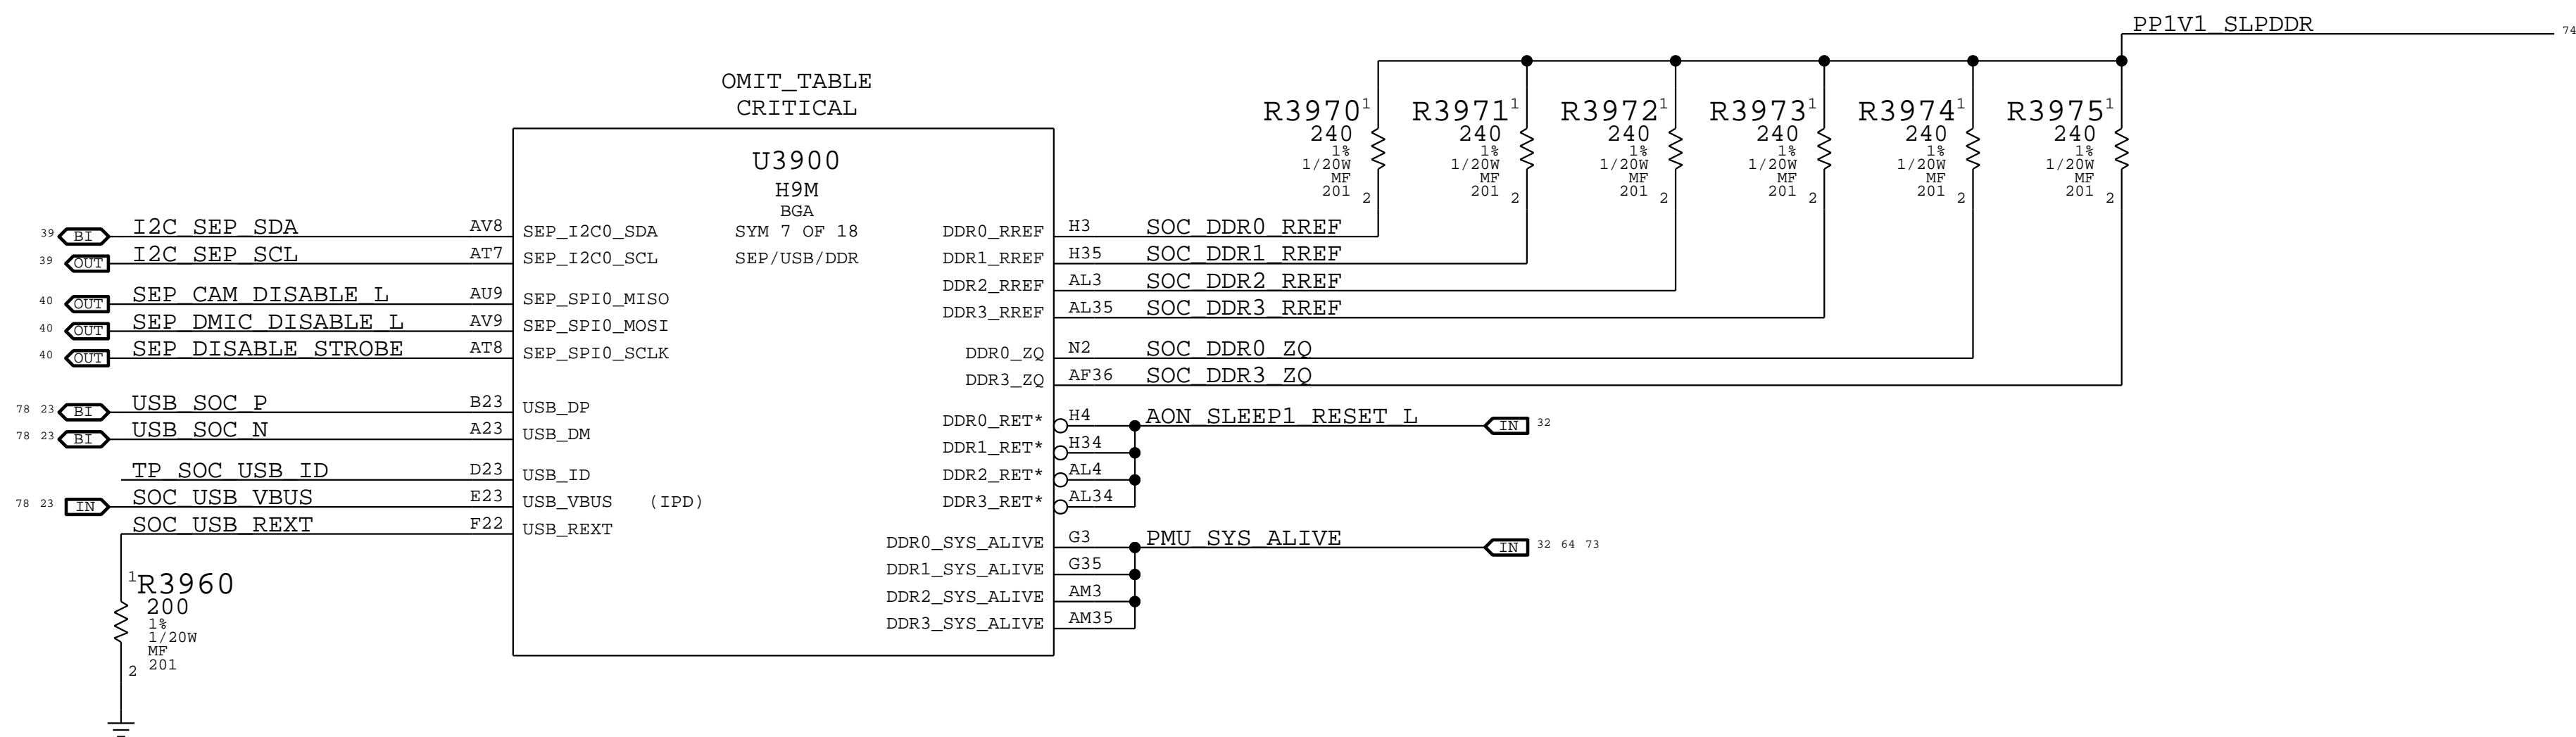 PP1V1_SLPDDR 74
OMIT_TABLE
CRITICAL
U3900
H9M
BGA
SYM 7 OF 18
SEP/USB/DDR
39 BI I2C_SEP_SDA AV8 SEP_I2C0_SDA
39 OUT I2C_SEP_SCL AT7 SEP_I2C0_SCL
40 OUT SEP_CAM_DISABLE_L AU9 SEP_SPI0_MISO
40 OUT SEP_DMIC_DISABLE_L AV9 SEP_SPI0_MOSI
40 OUT SEP_DISABLE_STROBE AT8 SEP_SPI0_SCLK
78 23 BI USB_SOC_P B23 USB_DP
78 23 BI USB_SOC_N A23 USB_DM
TP_SOC_USB_ID D23 USB_ID
78 23 IN SOC_USB_VBUS E23 USB_VBUS (IPD)
SOC_USB_REXT F22 USB_REXT
1 R3960
200
1%
1/20W
MF
2 201
DDR0_RREF H3 SOC_DDR0_RREF
DDR1_RREF H35 SOC_DDR1_RREF
DDR2_RREF AL3 SOC_DDR2_RREF
DDR3_RREF AL35 SOC_DDR3_RREF
DDR0_ZQ N2 SOC_DDR0_ZQ
DDR3_ZQ AF36 SOC_DDR3_ZQ
DDR0_RET* H4 AON_SLEEP1_RESET_L IN 32
DDR1_RET* H34
DDR2_RET* AL4
DDR3_RET* AL34
DDR0_SYS_ALIVE G3 PMU_SYS_ALIVE IN 32 64 73
DDR1_SYS_ALIVE G35
DDR2_SYS_ALIVE AM3
DDR3_SYS_ALIVE AM35
R3970 1
240
1%
1/20W
MF
201 2
R3971 1
240
1%
1/20W
MF
201 2
R3972 1
240
1%
1/20W
MF
201 2
R3973 1
240
1%
1/20W
MF
201 2
R3974 1
240
1%
1/20W
MF
201 2
R3975 1
240
1%
1/20W
MF
201 2